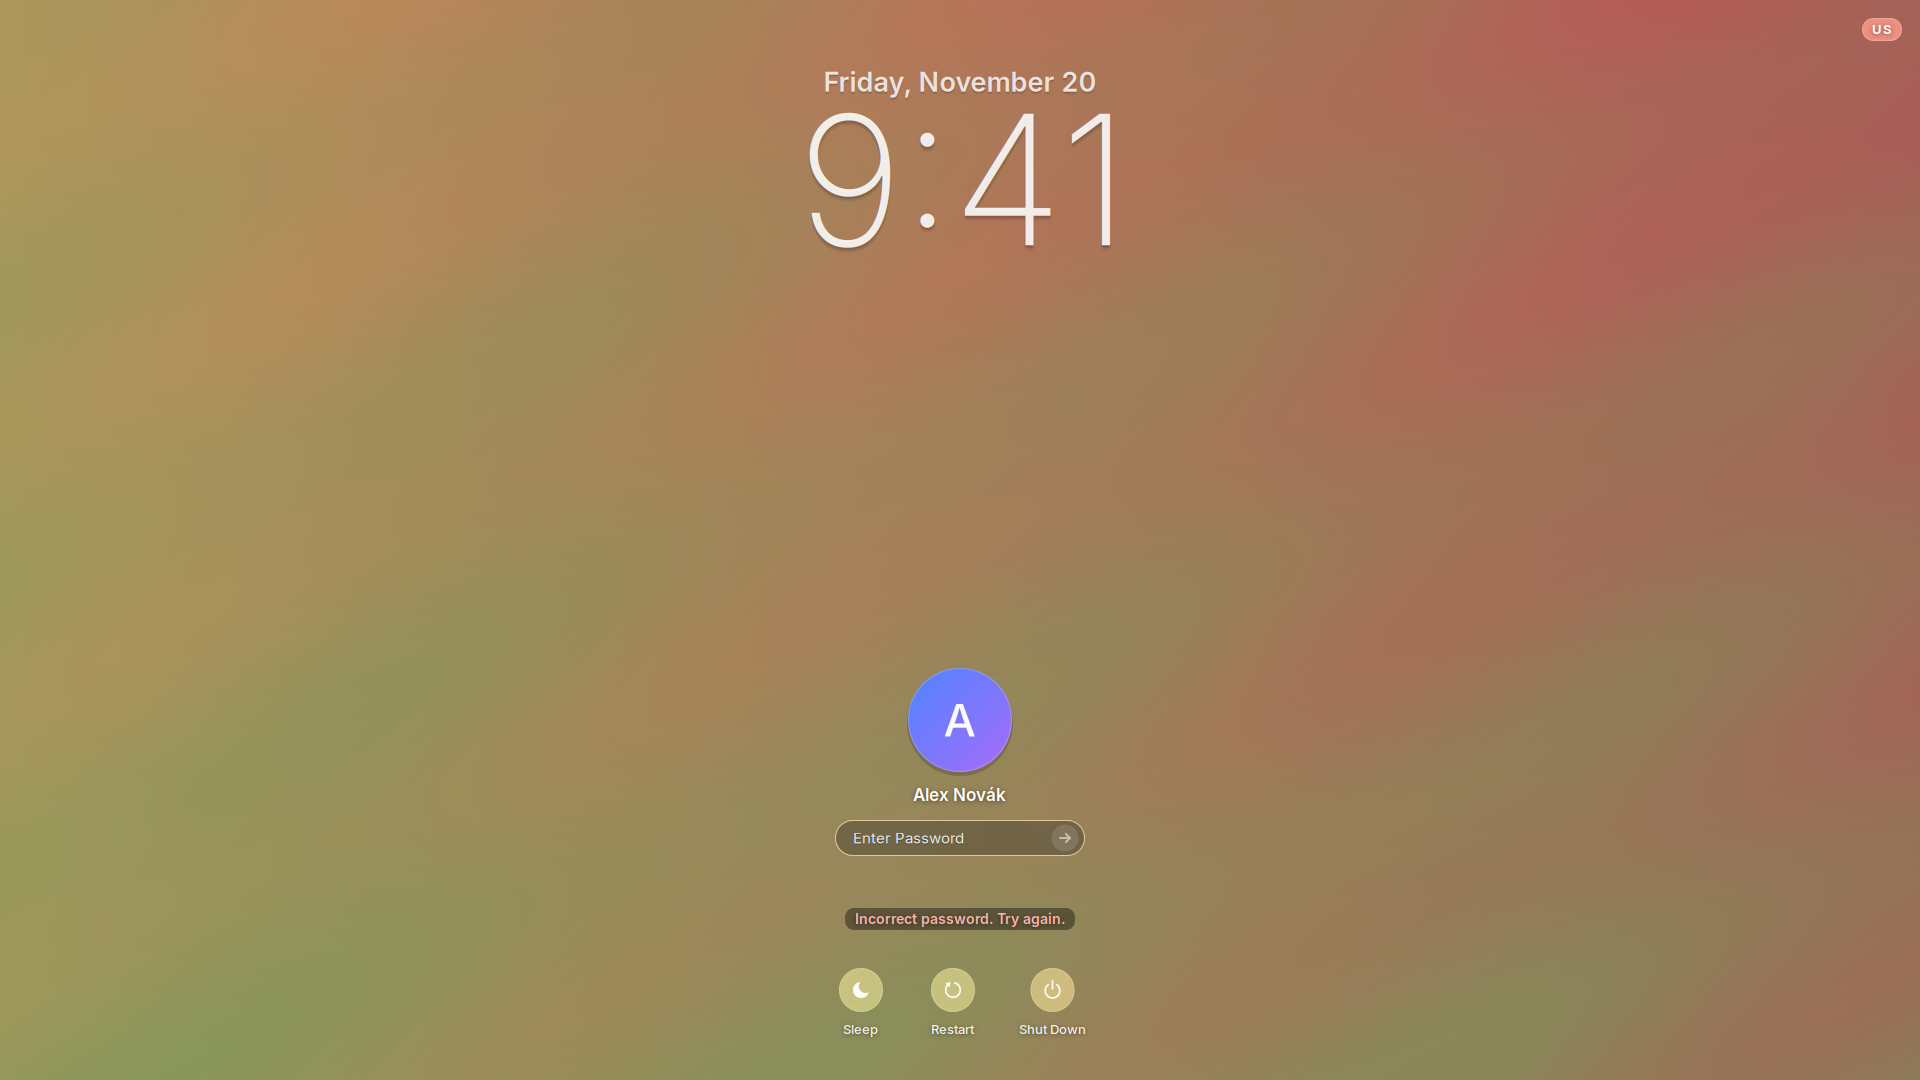 US
Friday, November 20
9:41
A
Alex Novák
Enter Password
Incorrect password. Try again.
Sleep
Restart
Shut Down